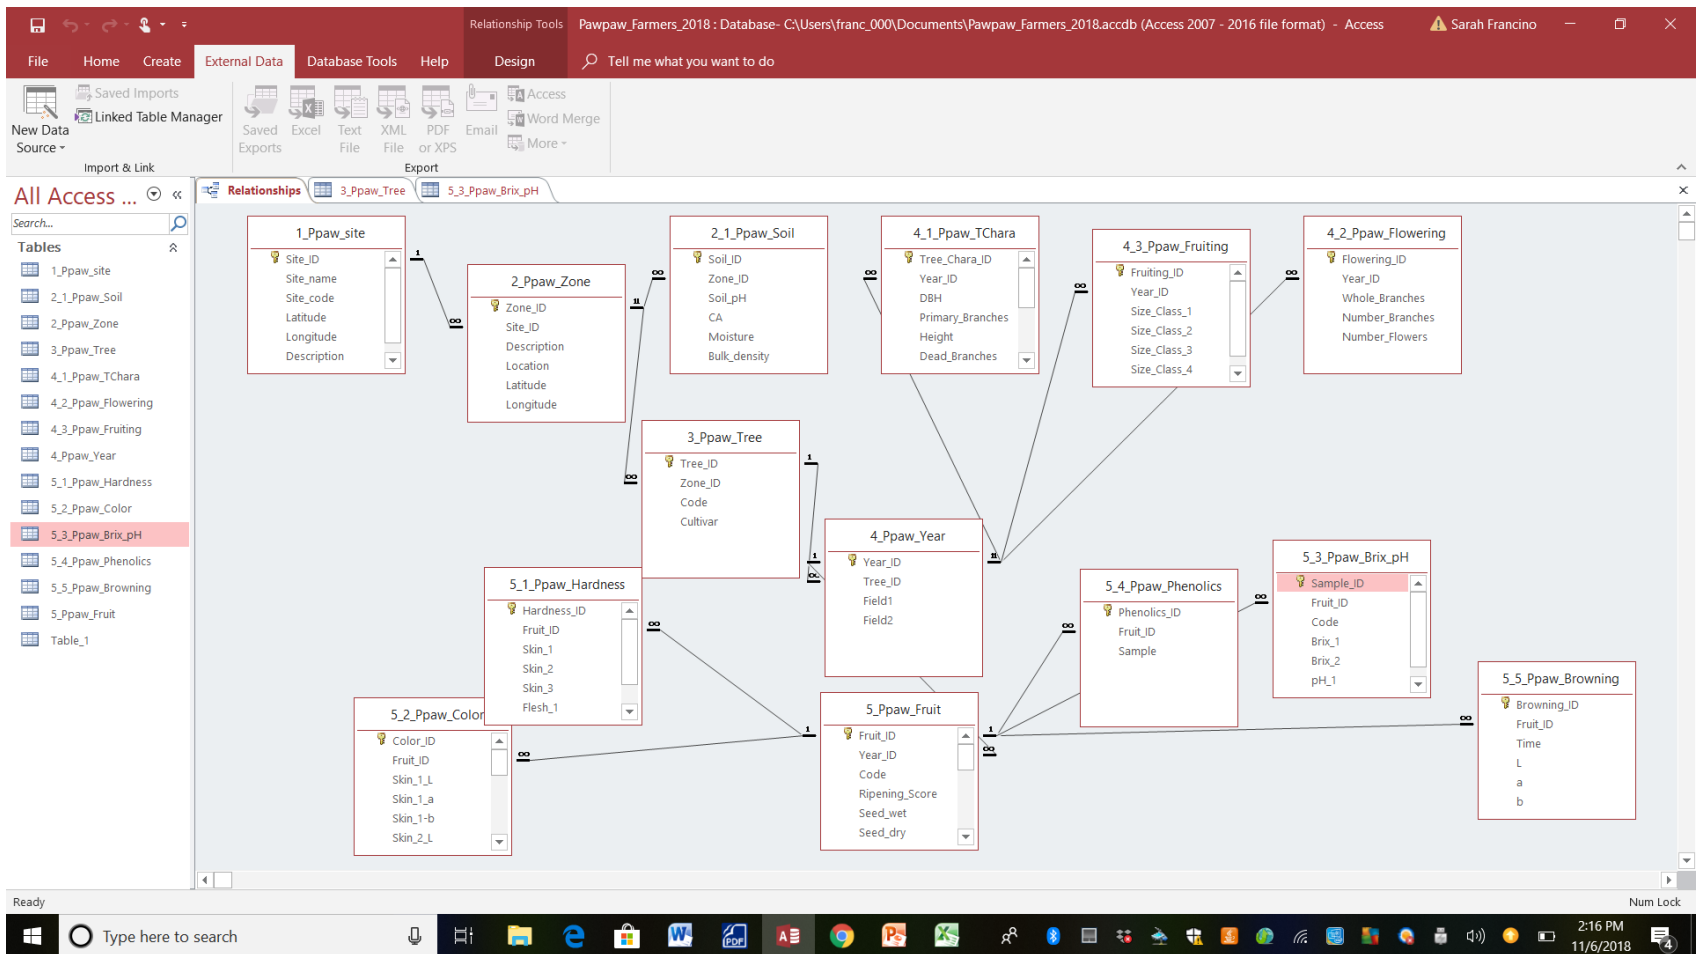 Relationship Tools
Pawpaw_Farmers_2018 : Database- C:\Users\franc_000\Documents\Pawpaw_Farmers_2018.accdb (Access 2007 - 2016 file format) - Access
Sarah Francino
File
Home
Create
External Data
Database Tools
Help
Design
Tell me what you want to do
New Data
Source
Saved Imports
Linked Table Manager
Import & Link
Saved
Exports
Excel
Text
File
XML
File
PDF
or XPS
Email
Access
Word Merge
More
Export
All Access ...
Search...
Tables
1_Ppaw_site
2_1_Ppaw_Soil
2_Ppaw_Zone
3_Ppaw_Tree
4_1_Ppaw_TChara
4_2_Ppaw_Flowering
4_3_Ppaw_Fruiting
4_Ppaw_Year
5_1_Ppaw_Hardness
5_2_Ppaw_Color
5_3_Ppaw_Brix_pH
5_4_Ppaw_Phenolics
5_5_Ppaw_Browning
5_Ppaw_Fruit
Table_1
Relationships
3_Ppaw_Tree
5_3_Ppaw_Brix_pH
1_Ppaw_site
Site_ID
Site_name
Site_code
Latitude
Longitude
Description
1
∞
2_Ppaw_Zone
Zone_ID
Site_ID
Description
Location
Latitude
Longitude
11
∞
∞
2_1_Ppaw_Soil
Soil_ID
Zone_ID
Soil_pH
CA
Moisture
Bulk_density
3_Ppaw_Tree
Tree_ID
Zone_ID
Code
Cultivar
1
4_1_Ppaw_TChara
Tree_Chara_ID
Year_ID
DBH
Primary_Branches
Height
Dead_Branches
∞
4_3_Ppaw_Fruiting
Fruiting_ID
Year_ID
Size_Class_1
Size_Class_2
Size_Class_3
Size_Class_4
∞
4_2_Ppaw_Flowering
Flowering_ID
Year_ID
Whole_Branches
Number_Branches
Number_Flowers
∞
4_Ppaw_Year
Year_ID
Tree_ID
Field1
Field2
1
∞
11
5_1_Ppaw_Hardness
Hardness_ID
Fruit_ID
Skin_1
Skin_2
Skin_3
Flesh_1
∞
5_2_Ppaw_Color
Color_ID
Fruit_ID
Skin_1_L
Skin_1_a
Skin_1-b
Skin_2_L
∞
5_Ppaw_Fruit
Fruit_ID
Year_ID
Code
Ripening_Score
Seed_wet
Seed_dry
1
1
∞
5_4_Ppaw_Phenolics
Phenolics_ID
Fruit_ID
Sample
∞
5_3_Ppaw_Brix_pH
Sample_ID
Fruit_ID
Code
Brix_1
Brix_2
pH_1
∞
5_5_Ppaw_Browning
Browning_ID
Fruit_ID
Time
L
a
b
∞
Ready
Num Lock
Type here to search
PDF
2:16 PM
11/6/2018
4